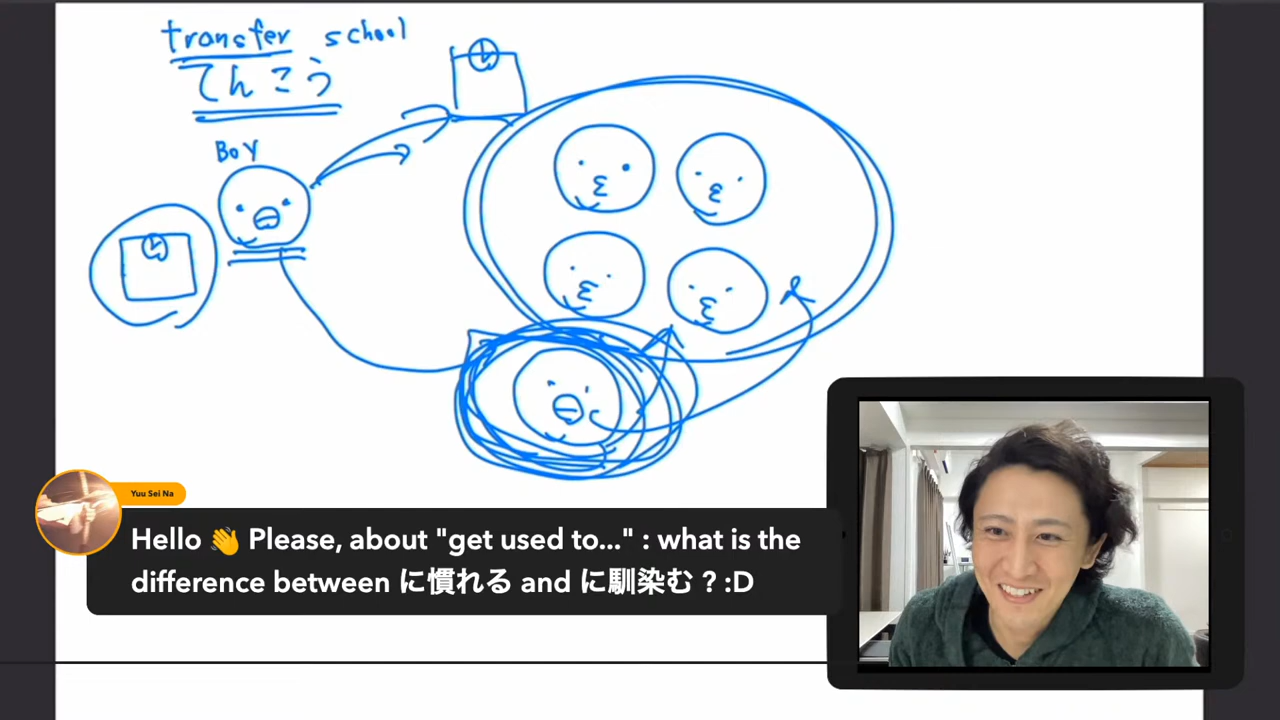 transfer school
てんこう
BOY
Yuu Sei Na
Hello 👋 Please, about "get used to..." : what is the
difference between に慣れる and に馴染む ? :D